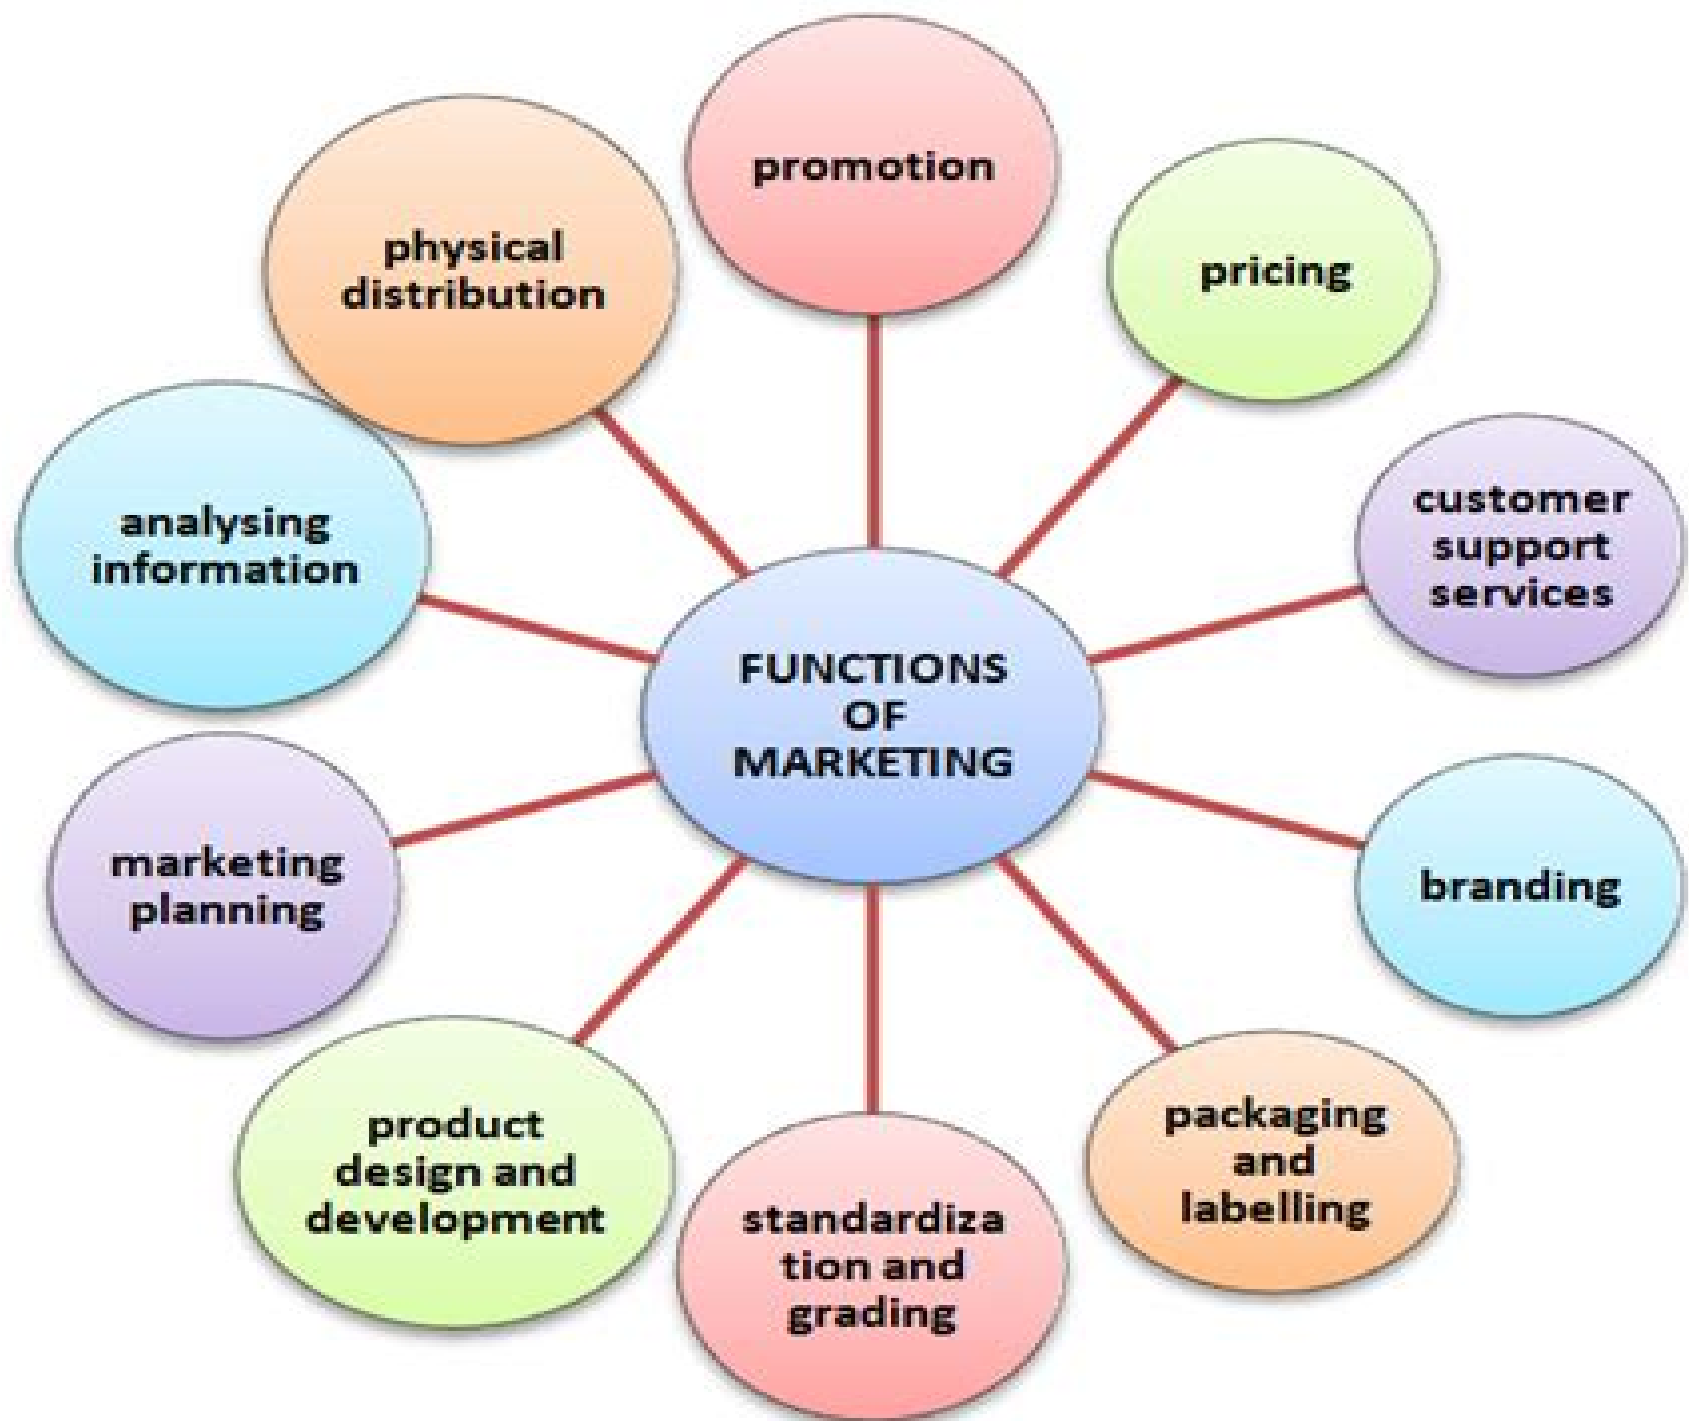 promotion
pricing
customer
support
services
branding
packaging
and
labelling
standardiza
tion and
grading
product
design and
development
marketing
planning
analysing
information
physical
distribution
FUNCTIONS
OF
MARKETING